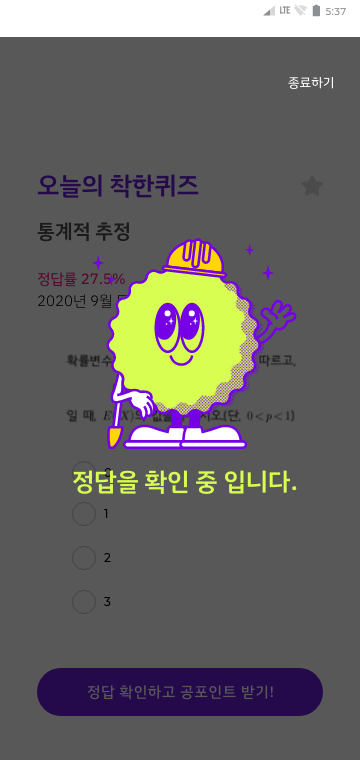 LTE 5:37
종료하기
오늘의 착한퀴즈
통계적 추정
정답률 27.5%
2020년 9월
확률변수 따르고,
일 때, E X)의 오(단, 0<p<1)
정답을 확인 중 입니다.
1
2
3
정답 확인하고 공포인트 받기!